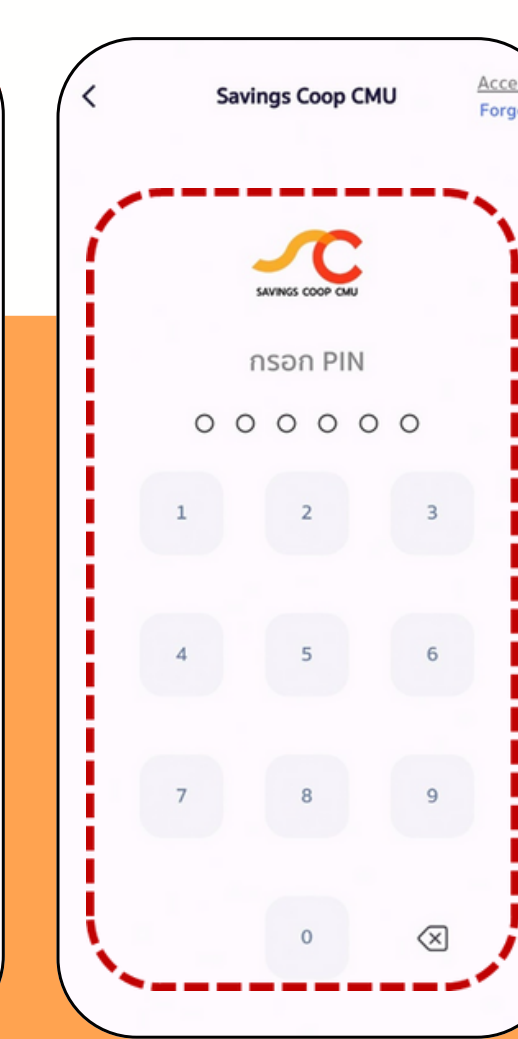 Savings Coop CMU
SAVINGS COOP CMU
กรอก PIN
1 2 3
4 5 6
7 8 9
0